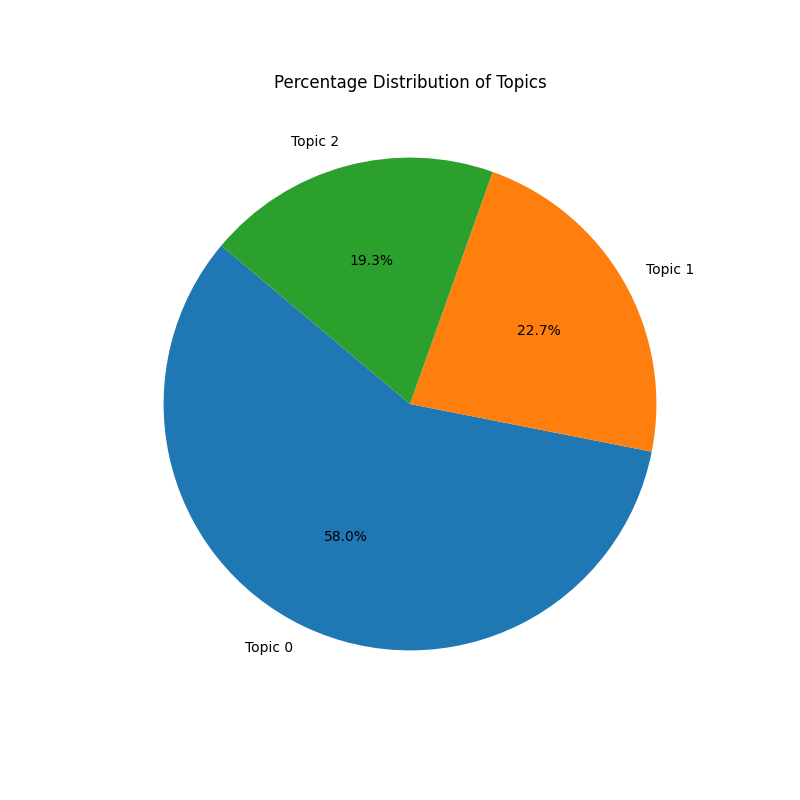 Percentage Distribution of Topics
Topic 2
19.3%
Topic 1
22.7%
58.0%
Topic 0